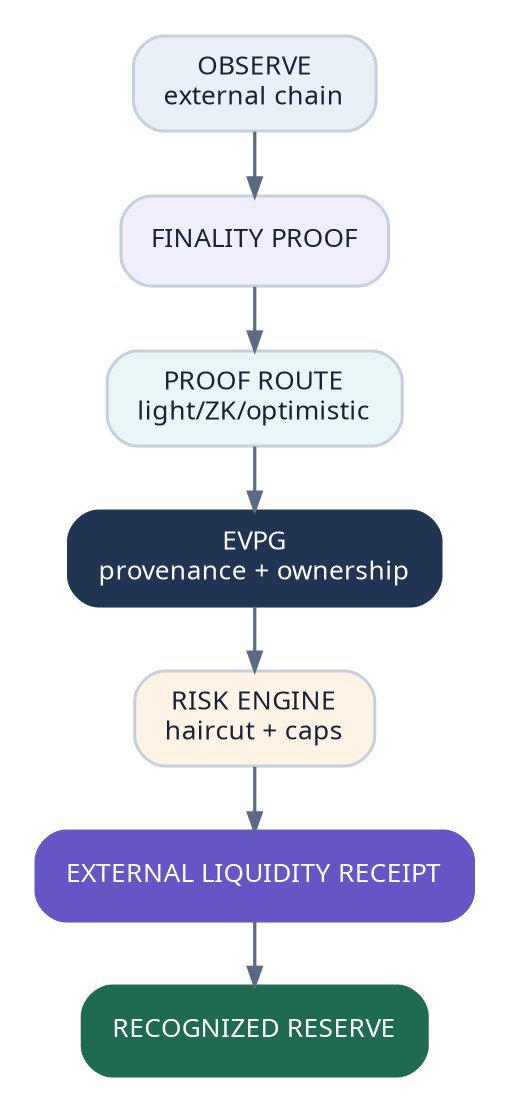 OBSERVE
external chain
FINALITY PROOF
PROOF ROUTE
light/ZK/optimistic
EVPG
provenance + ownership
RISK ENGINE
haircut + caps
EXTERNAL LIQUIDITY RECEIPT
RECOGNIZED RESERVE